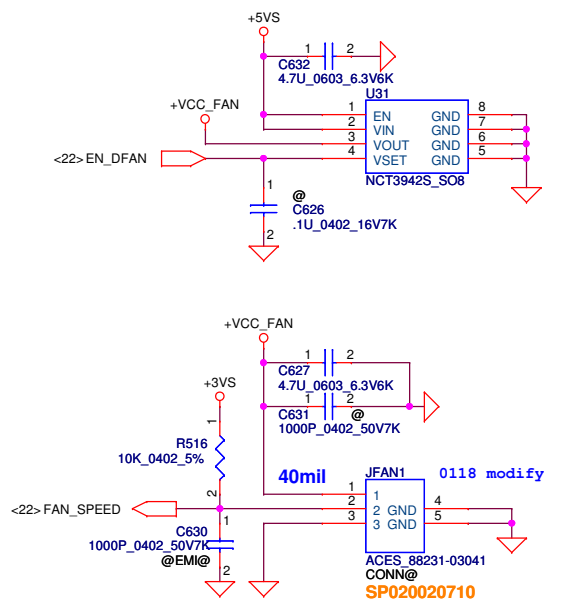 +5VS
1 2
C632
4.7U_0603_6.3V6K
U31
+VCC_FAN
1 EN GND 8
2 VIN GND 7
3 VOUT GND 6
4 VSET GND 5
<22> EN_DFAN
NCT3942S_SO8
1
@
C626
.1U_0402_16V7K
2
+VCC_FAN
1 2
C627
4.7U_0603_6.3V6K
+3VS
1 2
C631 @
1000P_0402_50V7K
1
R516
10K_0402_5%
2
40mil
JFAN1
0118 modify
1 1
2 2 GND 4
3 3 GND 5
<22> FAN_SPEED
1
C630
1000P_0402_50V7K
@EMI@
2
ACES_88231-03041
CONN@
SP020020710